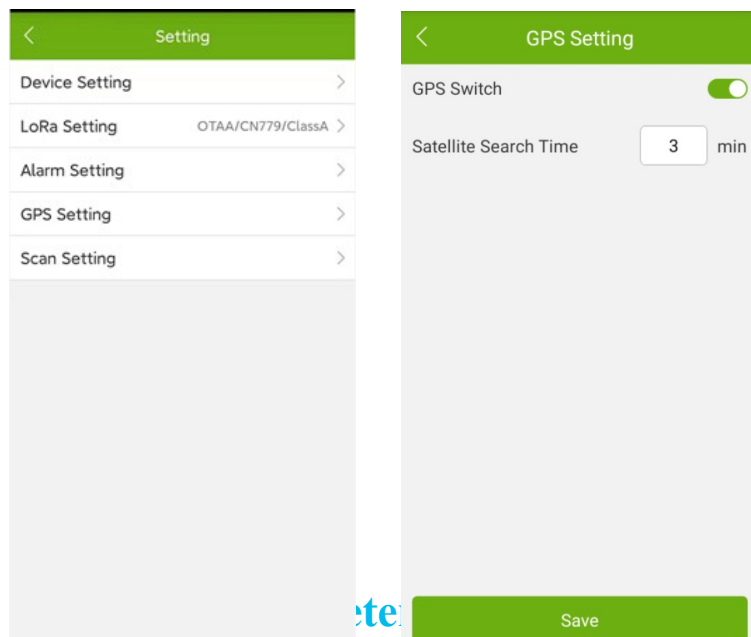 Setting
Device Setting
LoRa Setting OTAA/CN779/ClassA
Alarm Setting
GPS Setting
Scan Setting
GPS Setting
GPS Switch
Satellite Search Time 3 min
Save